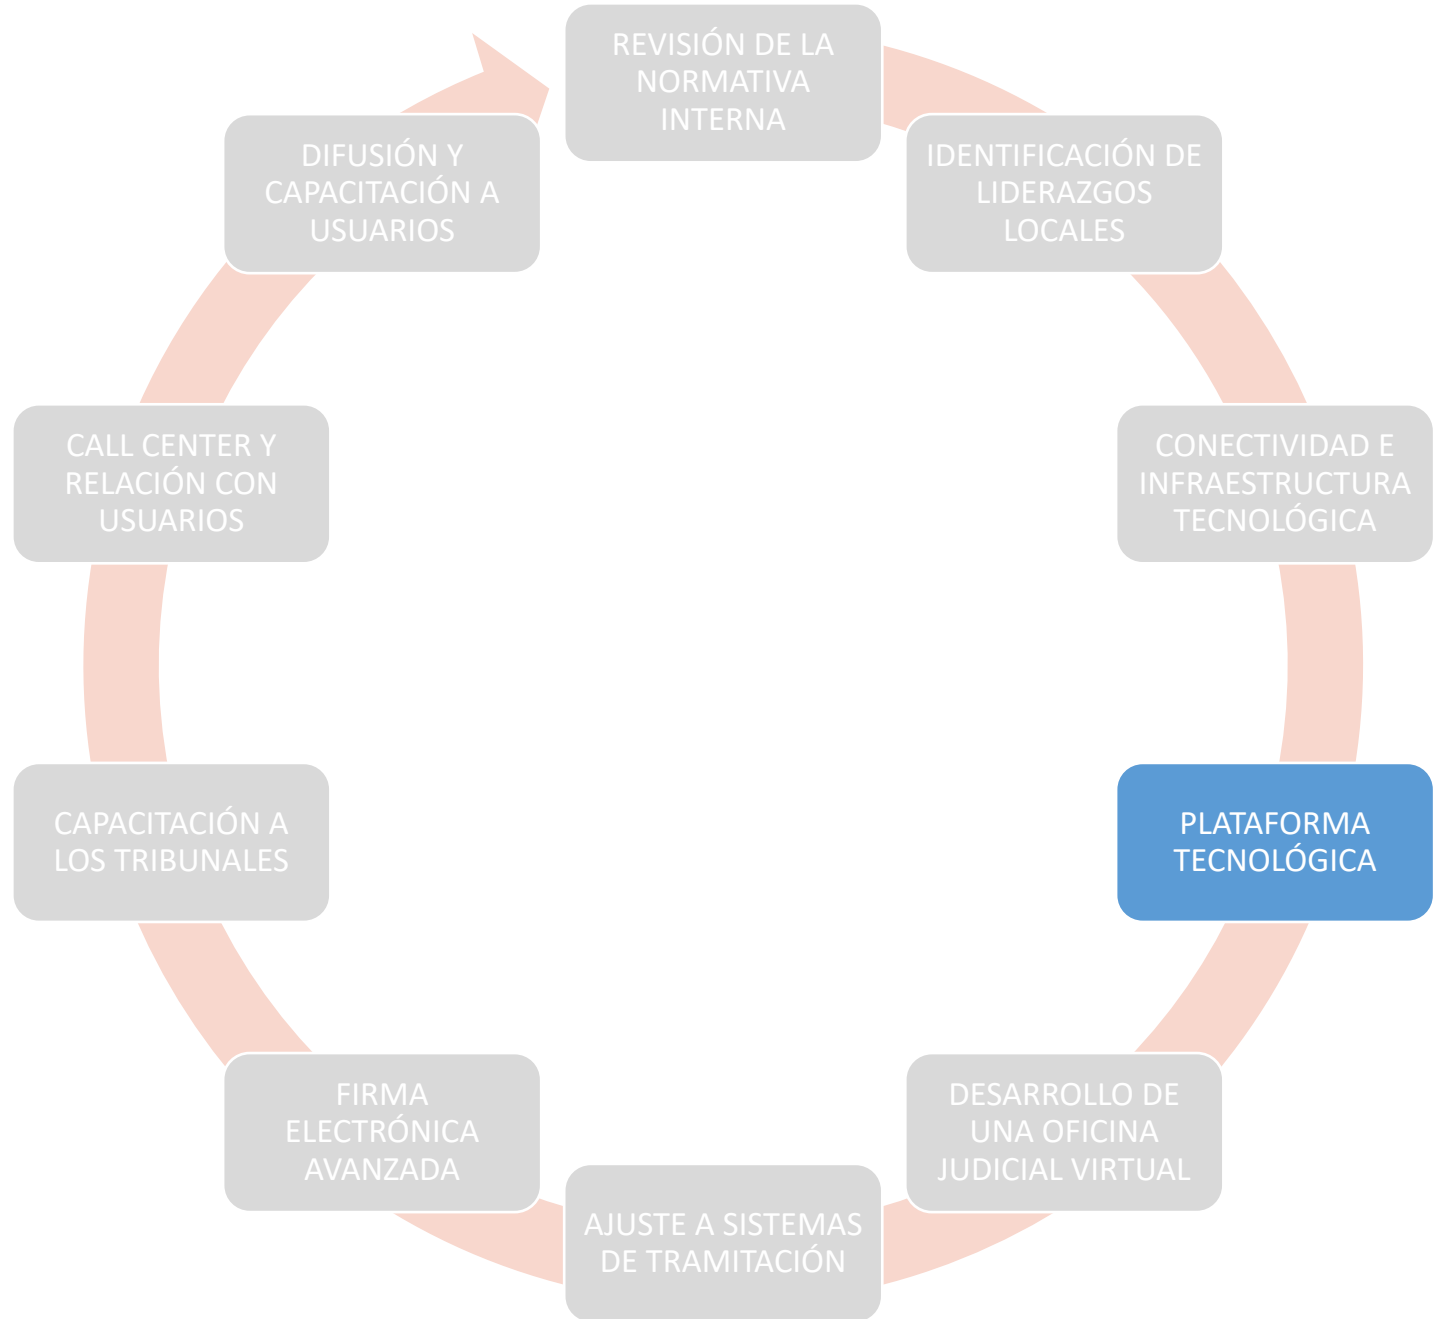 REVISIÓN DE LA
NORMATIVA
INTERNA
IDENTIFICACIÓN DE
LIDERAZGOS
LOCALES
CONECTIVIDAD E
INFRAESTRUCTURA
TECNOLÓGICA
PLATAFORMA
TECNOLÓGICA
DESARROLLO DE
UNA OFICINA
JUDICIAL VIRTUAL
AJUSTE A SISTEMAS
DE TRAMITACIÓN
FIRMA
ELECTRÓNICA
AVANZADA
CAPACITACIÓN A
LOS TRIBUNALES
CALL CENTER Y
RELACIÓN CON
USUARIOS
DIFUSIÓN Y
CAPACITACIÓN A
USUARIOS